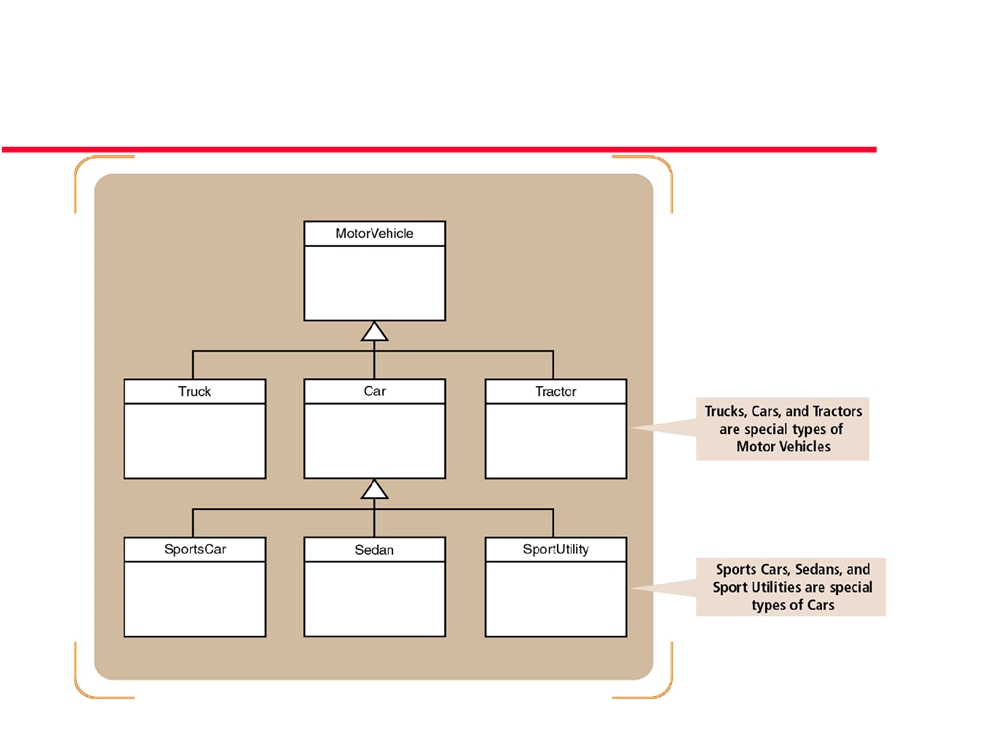 MotorVehicle
Truck
Car
Tractor
Trucks, Cars, and Tractors
are special types of
Motor Vehicles
SportsCar
Sedan
SportUtility
Sports Cars, Sedans, and
Sport Utilities are special
types of Cars